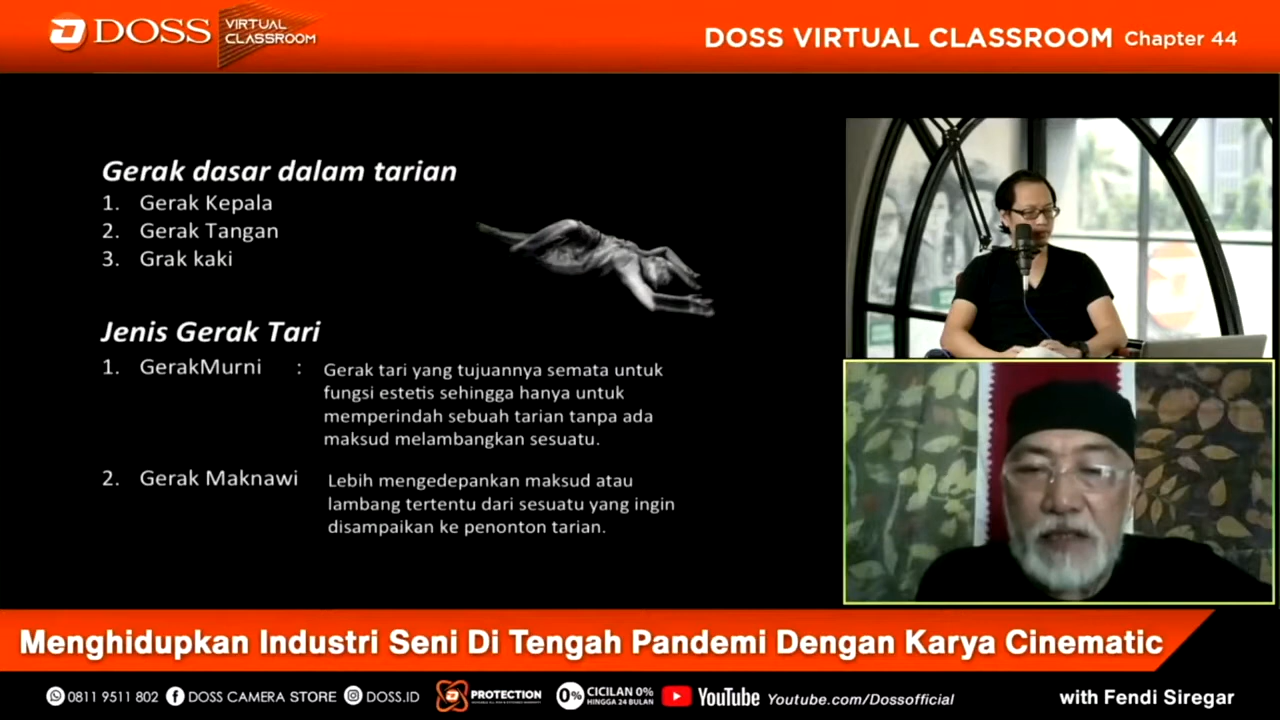 DOSS VIRTUAL CLASSROOM
DOSS VIRTUAL CLASSROOM Chapter 44
Gerak dasar dalam tarian
1. Gerak Kepala
2. Gerak Tangan
3. Grak kaki
Jenis Gerak Tari
1. GerakMurni : Gerak tari yang tujuannya semata untuk
fungsi estetis sehingga hanya untuk
memperindah sebuah tarian tanpa ada
maksud melambangkan sesuatu.
2. Gerak Maknawi Lebih mengedepankan maksud atau
lambang tertentu dari sesuatu yang ingin
disampaikan ke penonton tarian.
Menghidupkan Industri Seni Di Tengah Pandemi Dengan Karya Cinematic
0811 9511 802 DOSS CAMERA STORE DOSS.ID PROTECTION 0% CICILAN 0% HINGGA 24 BULAN YouTube Youtube.com/Dossofficial with Fendi Siregar